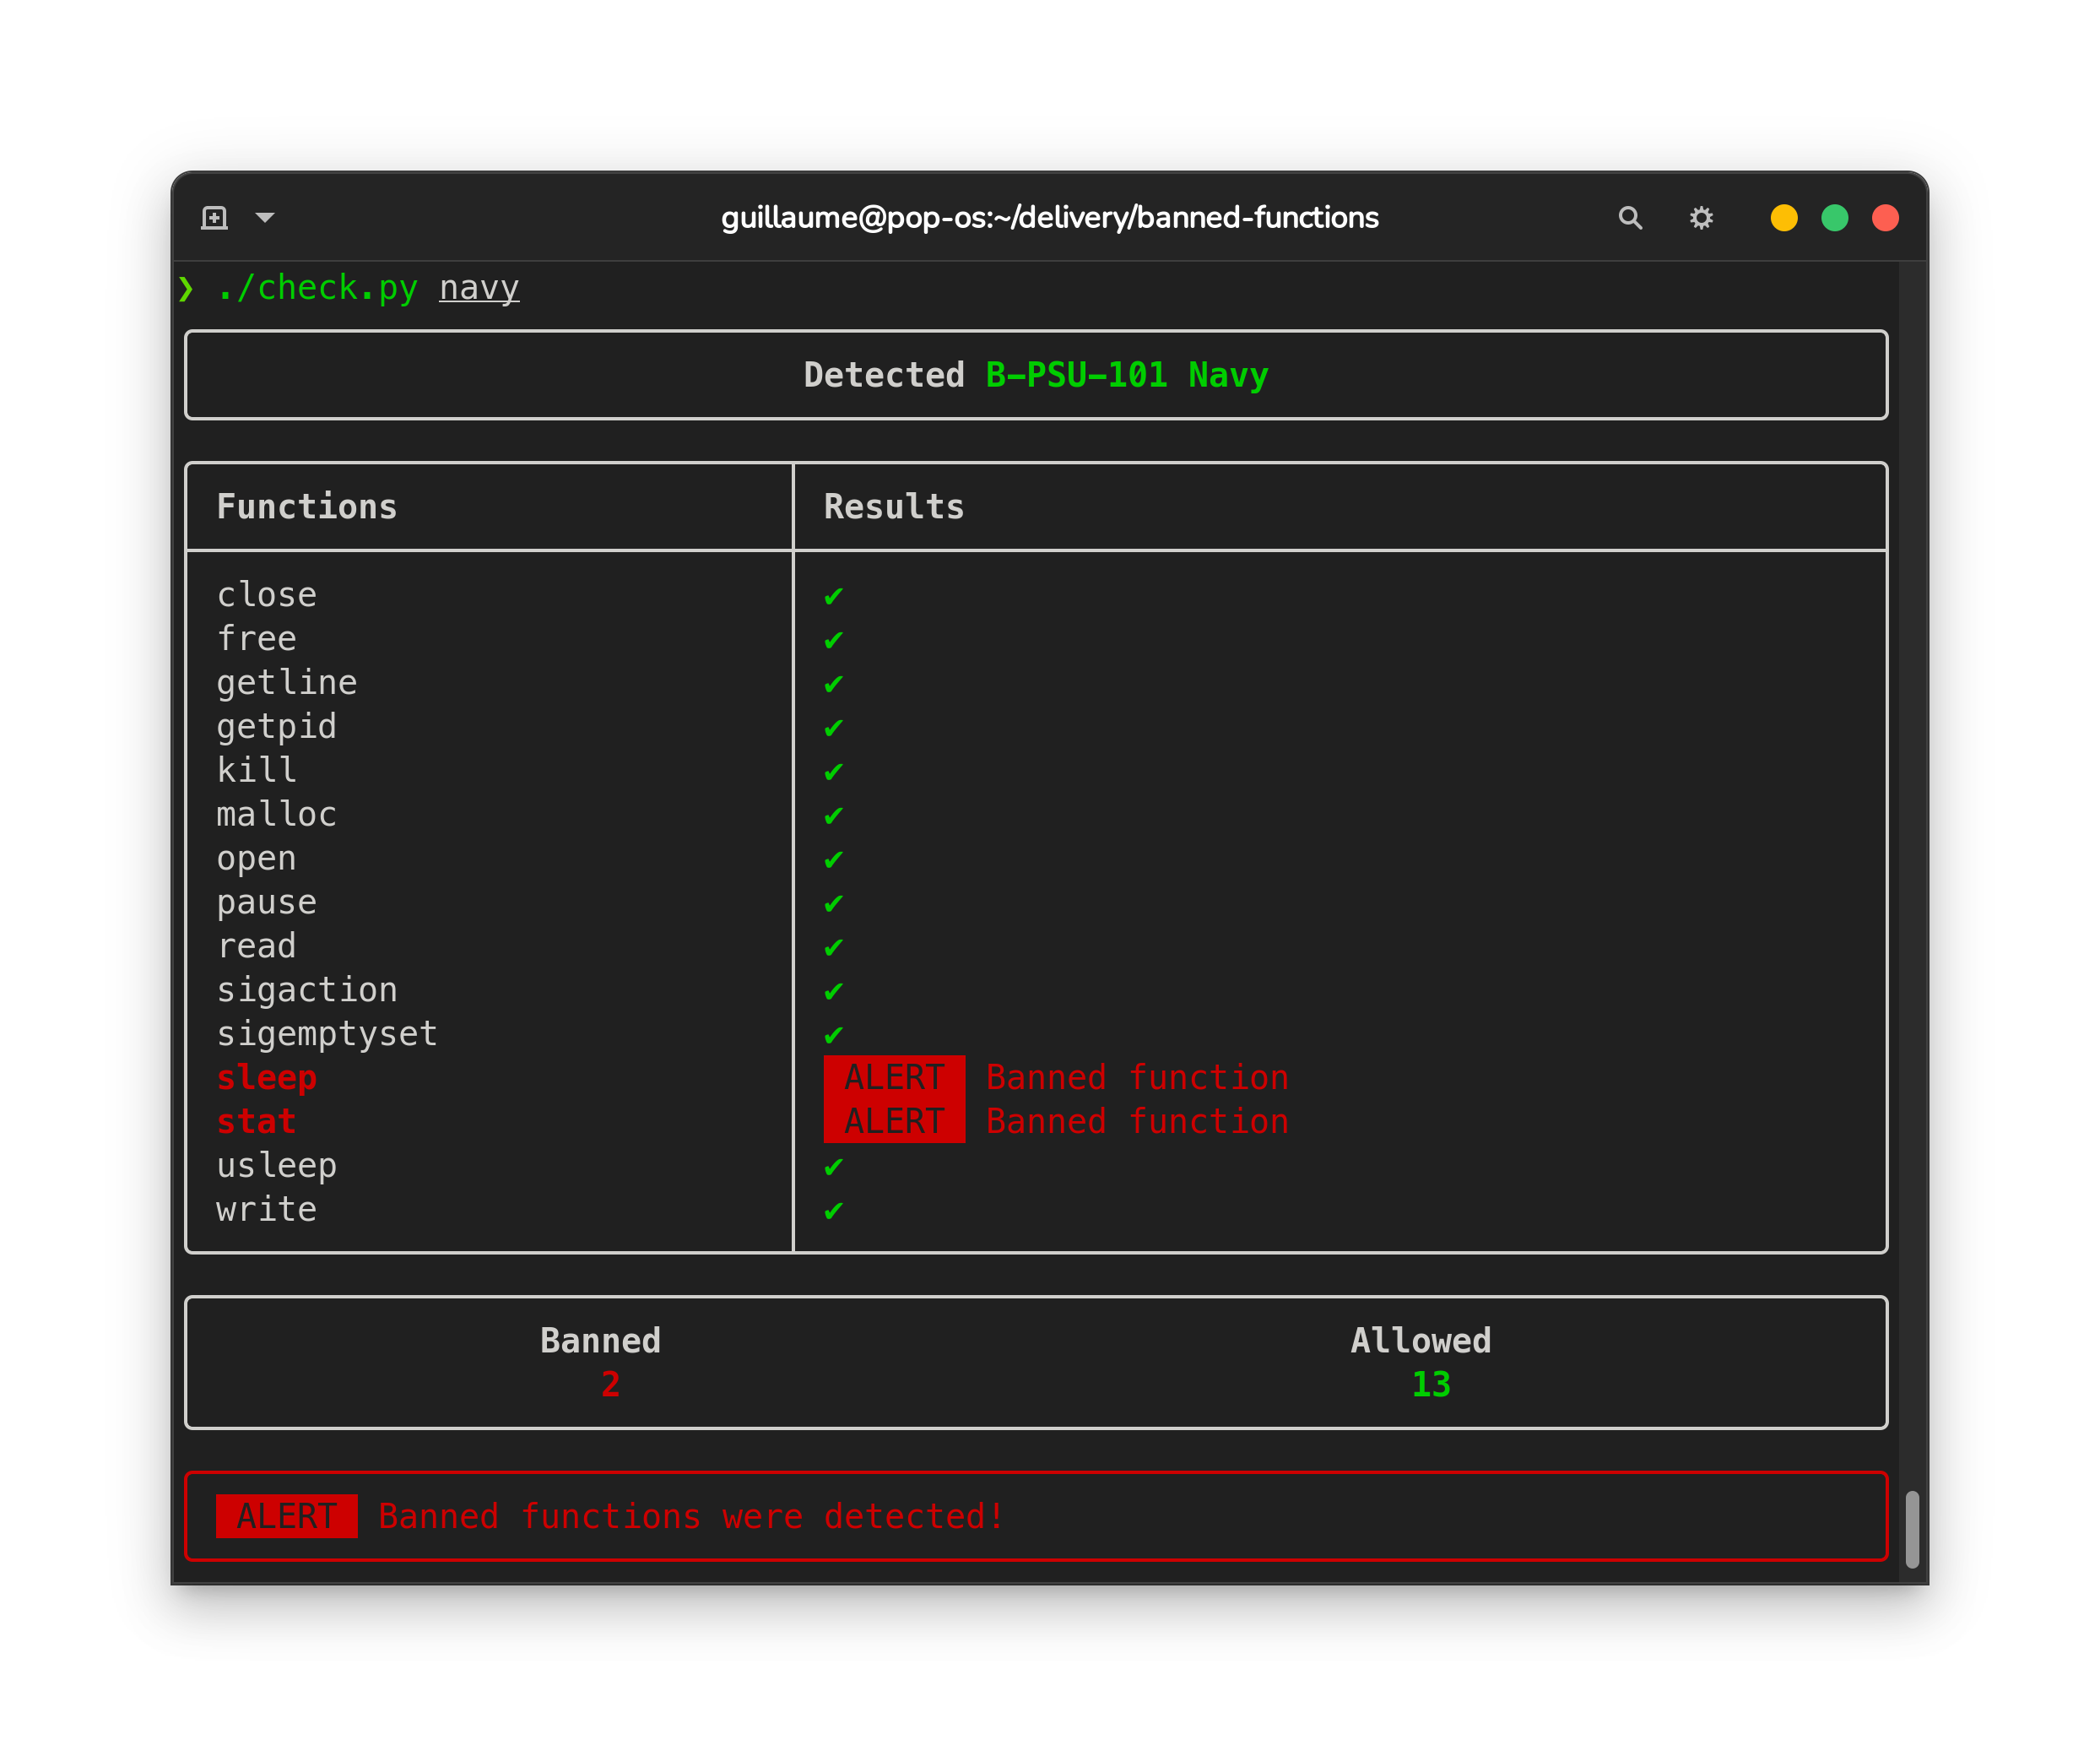 guillaume@pop-os:~/delivery/banned-functions
❯ ./check.py navy
Detected B-PSU-101 Navy
Functions Results
close ✔
free ✔
getline ✔
getpid ✔
kill ✔
malloc ✔
open ✔
pause ✔
read ✔
sigaction ✔
sigemptyset ✔
sleep ALERT Banned function
stat ALERT Banned function
usleep ✔
write ✔
Banned Allowed
2 13
ALERT Banned functions were detected!